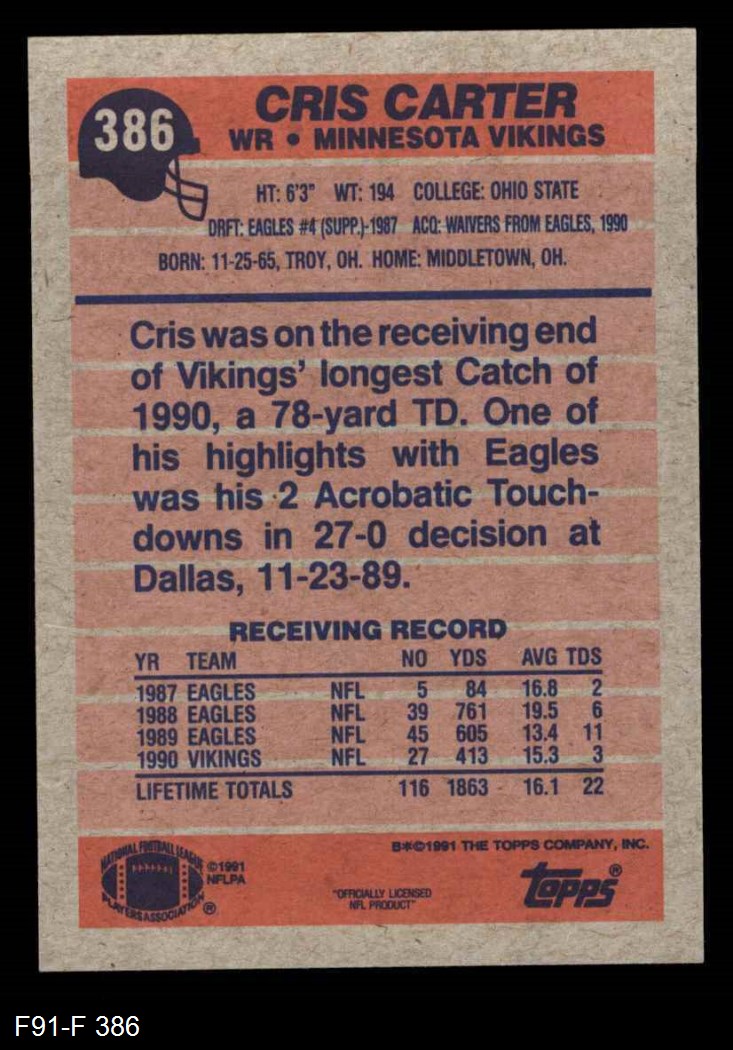 386
CRIS CARTER
WR • MINNESOTA VIKINGS
HT: 6'3" WT: 194 COLLEGE: OHIO STATE
DRFT: EAGLES #4 (SUPP.)-1987 ACQ: WAIVERS FROM EAGLES, 1990
BORN: 11-25-65, TROY, OH. HOME: MIDDLETOWN, OH.
Cris was on the receiving end
of Vikings' longest Catch of
1990, a 78-yard TD. One of
his highlights with Eagles
was his 2 Acrobatic Touch-
downs in 27-0 decision at
Dallas, 11-23-89.
RECEIVING RECORD
YR TEAM NO YDS AVG TDS
1987 EAGLES NFL 5 84 16.8 2
1988 EAGLES NFL 39 761 19.5 6
1989 EAGLES NFL 45 605 13.4 11
1990 VIKINGS NFL 27 413 15.3 3
LIFETIME TOTALS 116 1863 16.1 22
B*©1991 THE TOPPS COMPANY, INC.
NATIONAL FOOTBALL LEAGUE
PLAYERS ASSOCIATION ®
©1991
NFLPA
"OFFICIALLY LICENSED
NFL PRODUCT"
topps®
F91-F 386